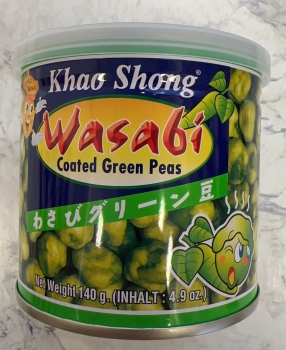 Khao Shong®
Wasabi
Coated Green Peas
わさびグリーン豆
Net Weight 140 g. (INHALT : 4.9 oz.)